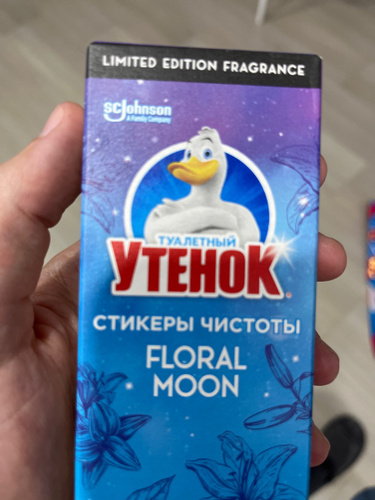 LIMITED EDITION FRAGRANCE
scJohnson
A Family Company
ТУАЛЕТНЫЙ
УТЕНОК
СТИКЕРЫ ЧИСТОТЫ
FLORAL
MOON